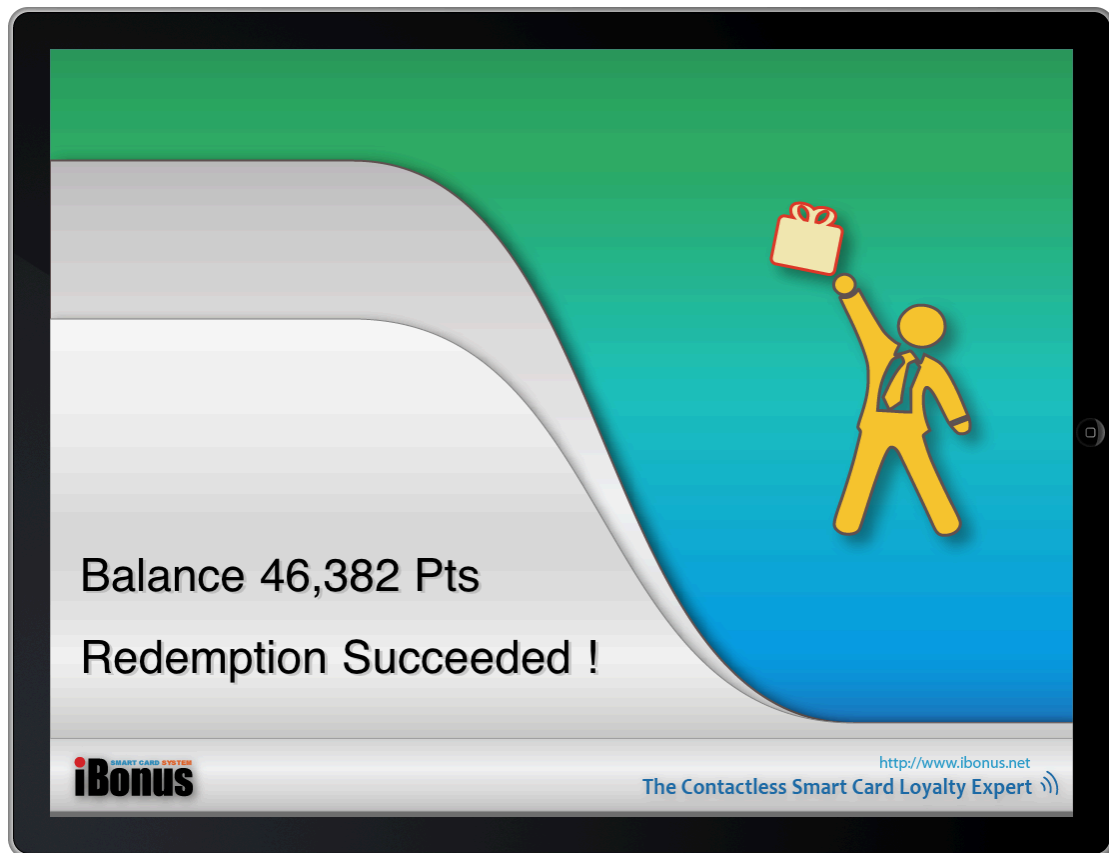 Balance 46,382 Pts
Redemption Succeeded !
SMART CARD SYSTEM
iBonus
http://www.ibonus.net
The Contactless Smart Card Loyalty Expert